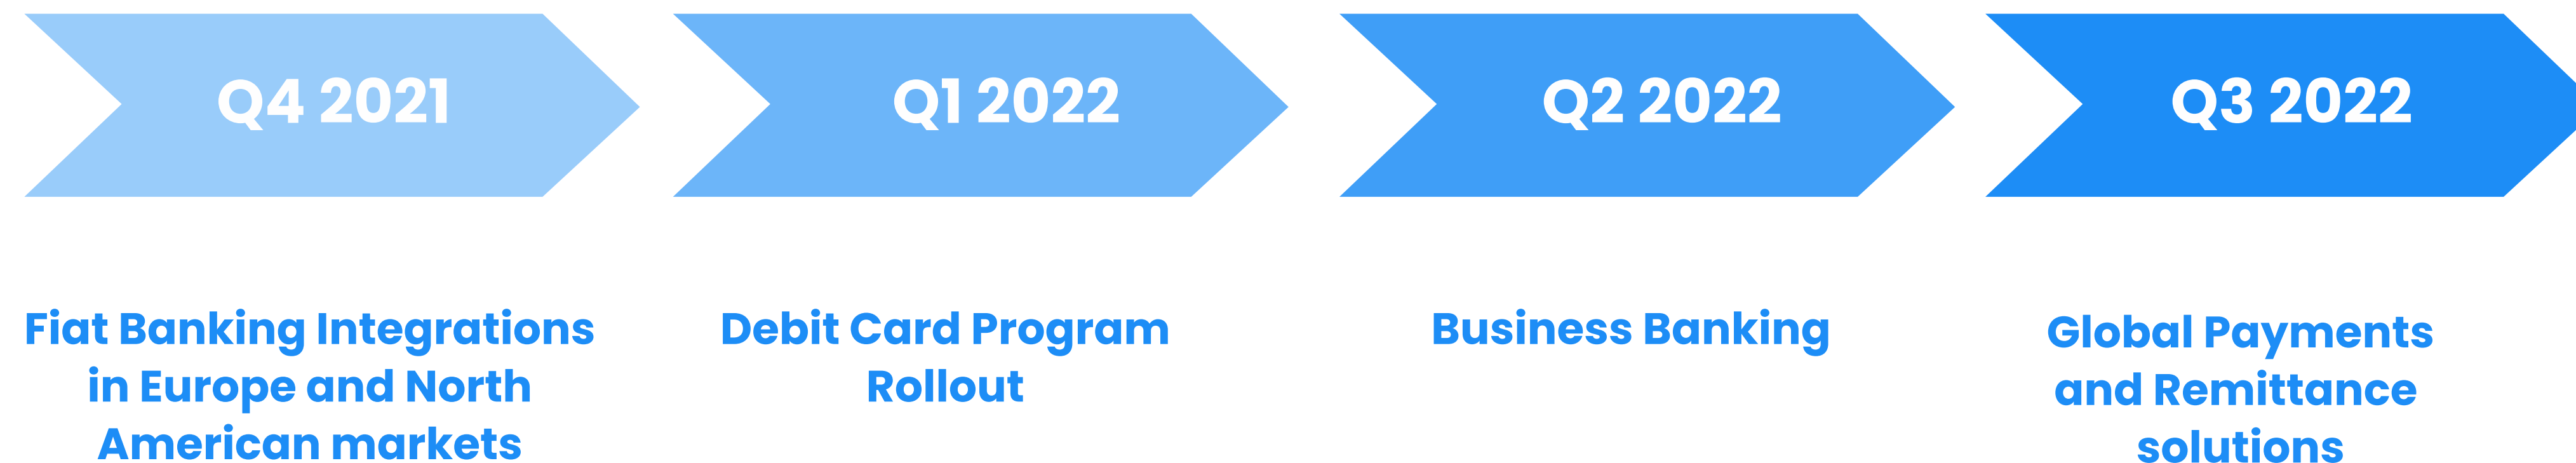 Q4 2021
Q1 2022
Q2 2022
Q3 2022
Fiat Banking Integrations
in Europe and North
American markets
Debit Card Program
Rollout
Business Banking
Global Payments
and Remittance
solutions